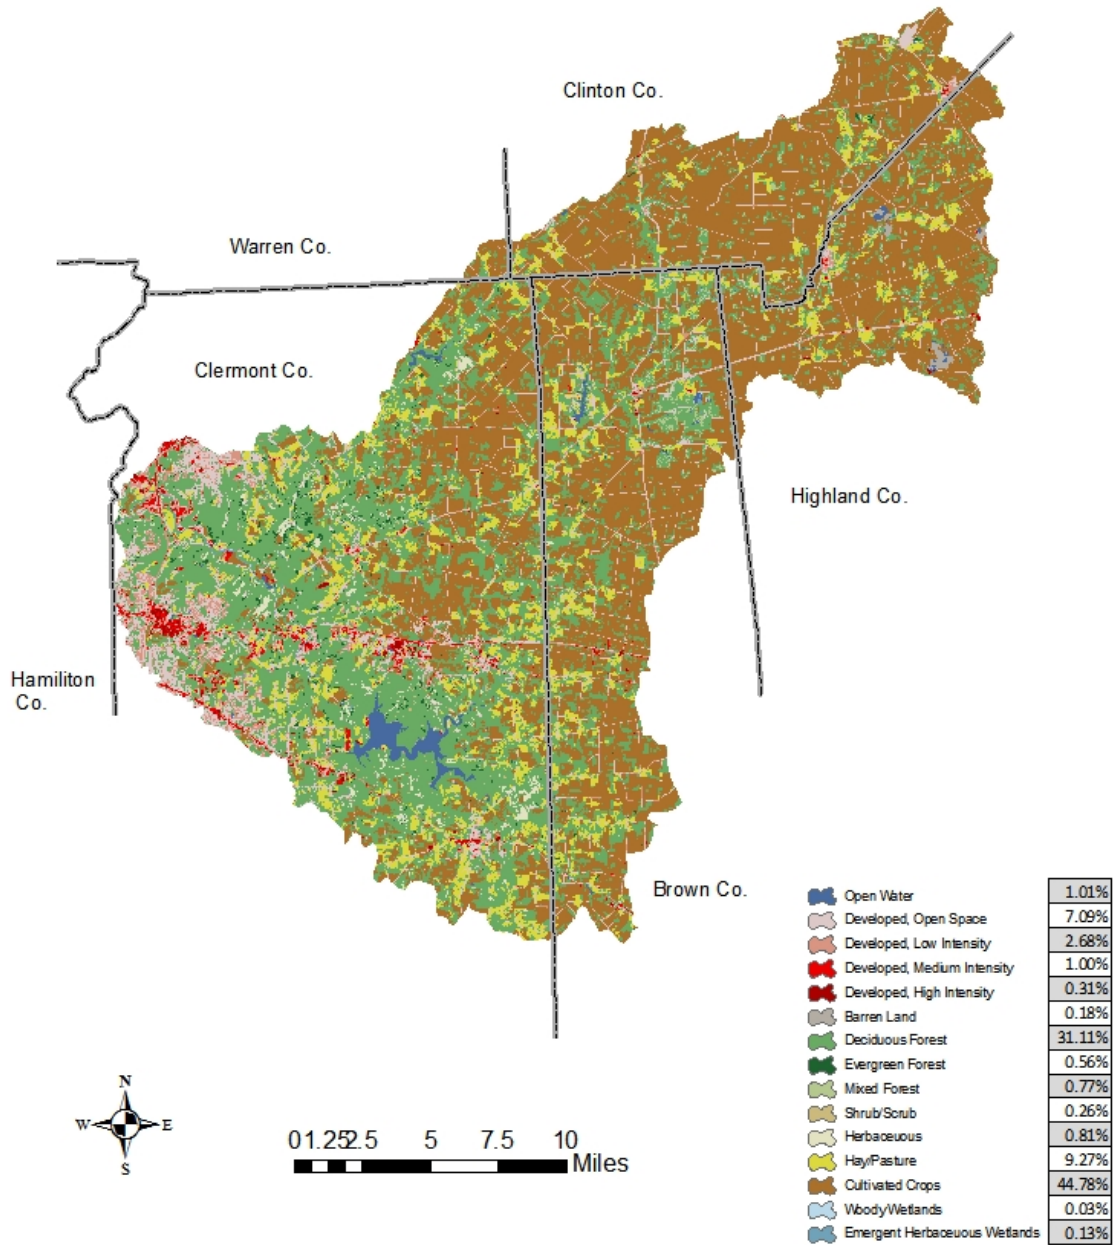 Clinton Co.
Warren Co.
Clermont Co.
Highland Co.
Hamiliton
Co.
Brown Co.
Open Water 1.01%
Developed, Open Space 7.09%
Developed, Low Intensity 2.68%
Developed, Medium Intensity 1.00%
Developed, High Intensity 0.31%
Barren Land 0.18%
Deciduous Forest 31.11%
Evergreen Forest 0.56%
Mixed Forest 0.77%
Shrub/Scrub 0.26%
Herbaceuous 0.81%
Hay/Pasture 9.27%
Cultivated Crops 44.78%
Woody Wetlands 0.03%
Emergent Herbaceuous Wetlands 0.13%
N
W E
S
0 1.25 2.5 5 7.5 10
Miles